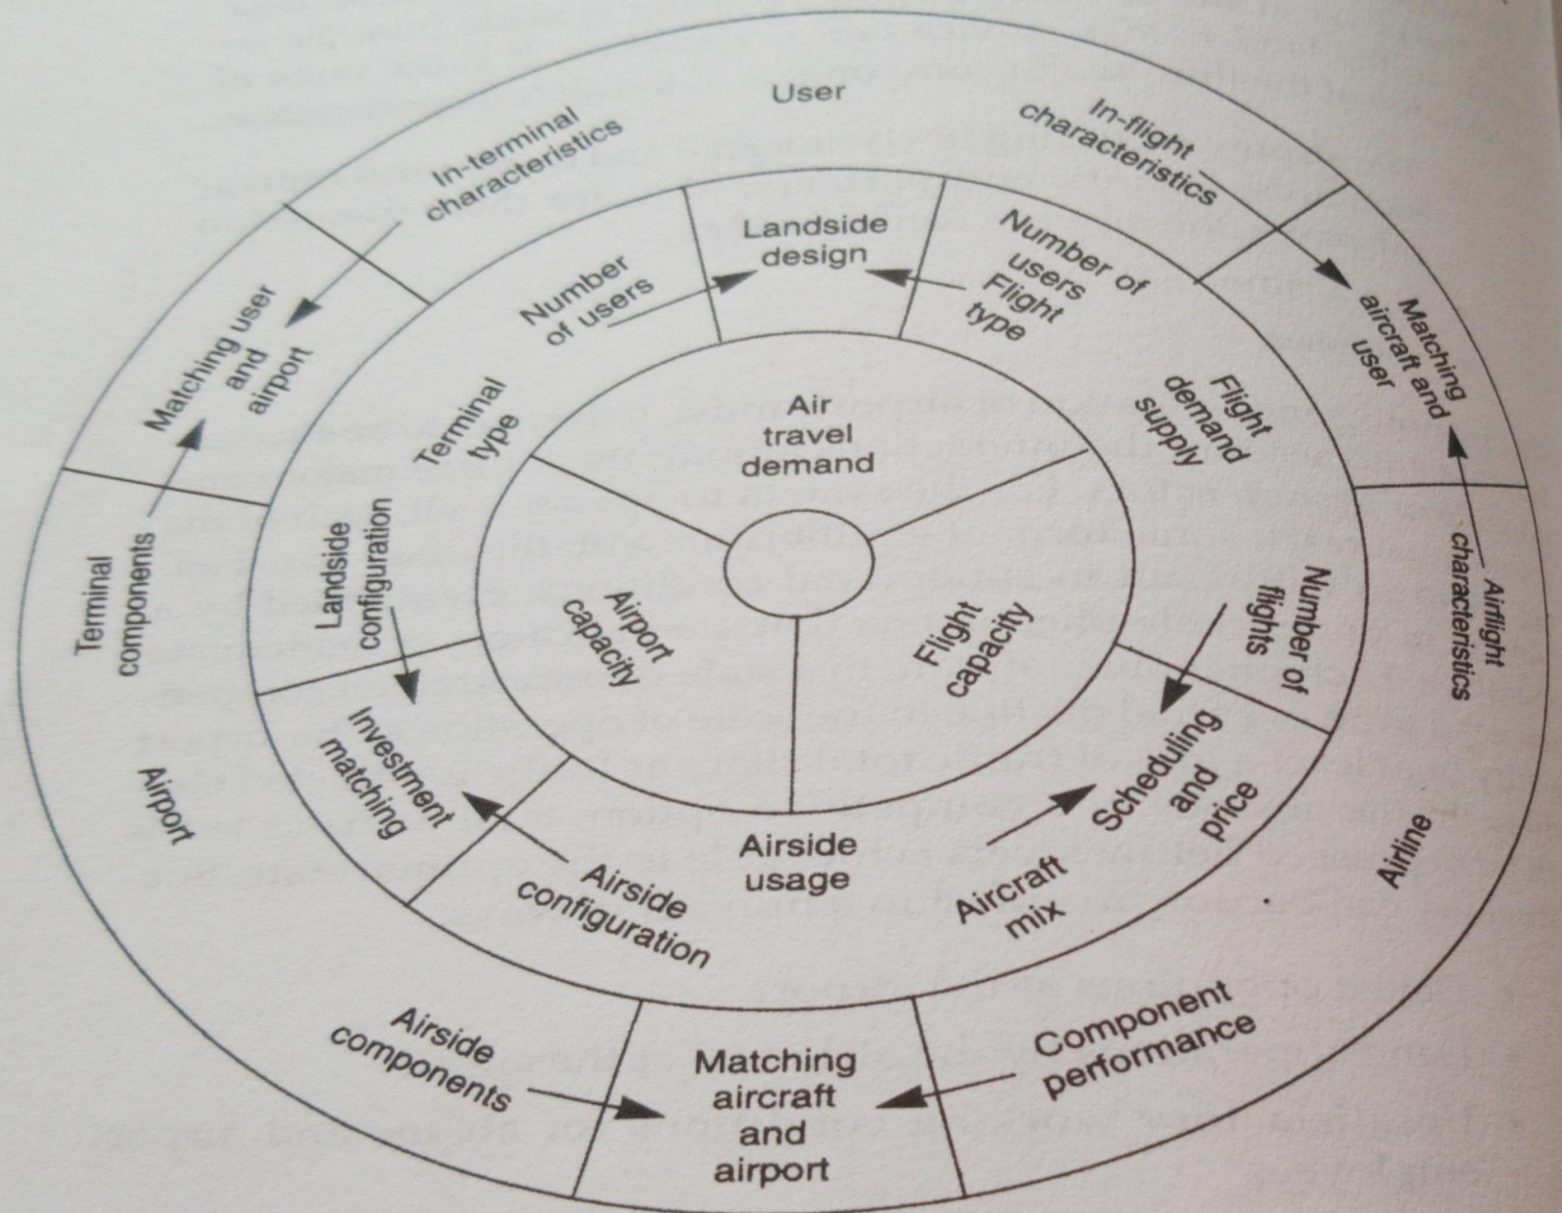 User
In-terminal
characteristics
In-flight
characteristics
Matching user
and
airport
Matching
aircraft and
user
Terminal
components
Airport
Airflight
characteristics
Airline
Airside
components
Matching
aircraft
and
airport
Component
performance
Landside
design
Number
of users
Number of
users
Flight
type
Terminal
type
Flight
demand
supply
Landside
configuration
Number of
flights
Investment
matching
Scheduling
and
price
Airside
configuration
Airside
usage
Aircraft
mix
Air
travel
demand
Airport
capacity
Flight
capacity